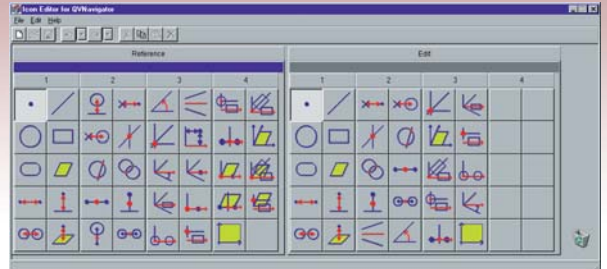 Icon Editor for QVNavigator
File Edit Help
Reference
Edit
1 2 3 4
1 2 3 4